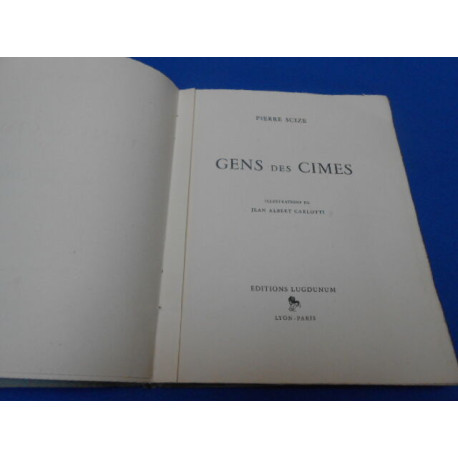 PIERRE SCIZE
GENS DES CIMES
ILLUSTRATIONS DE
JEAN ALBERT CARLOTTI
EDITIONS LUGDUNUM
LYON-PARIS